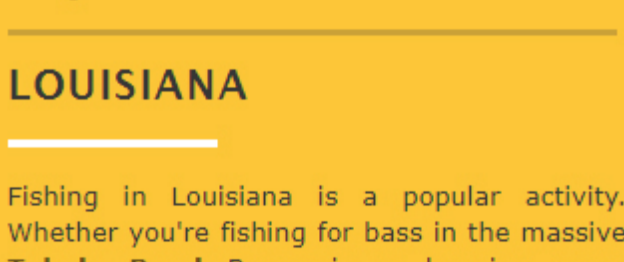 LOUISIANA
Fishing in Louisiana is a popular activity.
Whether you're fishing for bass in the massive